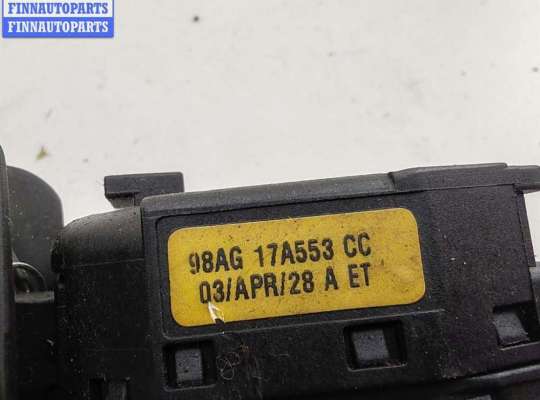 FINNAUTOPARTS
FINNAUTOPARTS
98AG 17A553 CC
03/APR/28 A ET